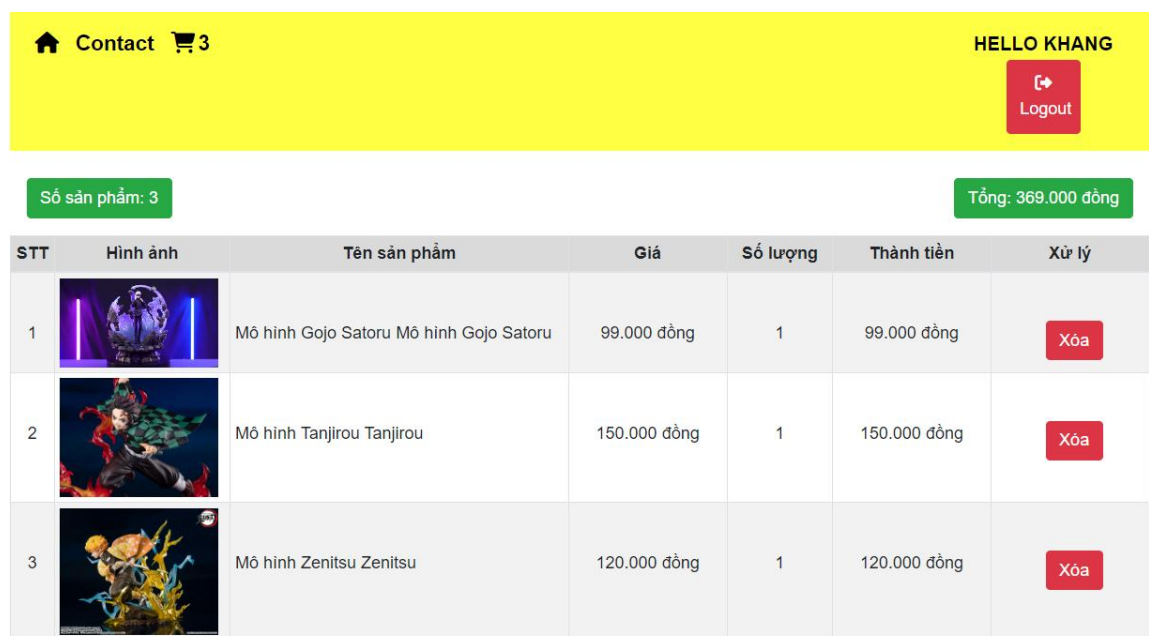 Contact 3
HELLO KHANG
Logout
Số sản phẩm: 3
Tổng: 369.000 đồng
STT Hình ảnh Tên sản phẩm Giá Số lượng Thành tiền Xử lý
1 Mô hình Gojo Satoru Mô hình Gojo Satoru 99.000 đồng 1 99.000 đồng Xóa
2 Mô hình Tanjirou Tanjirou 150.000 đồng 1 150.000 đồng Xóa
3 Mô hình Zenitsu Zenitsu 120.000 đồng 1 120.000 đồng Xóa